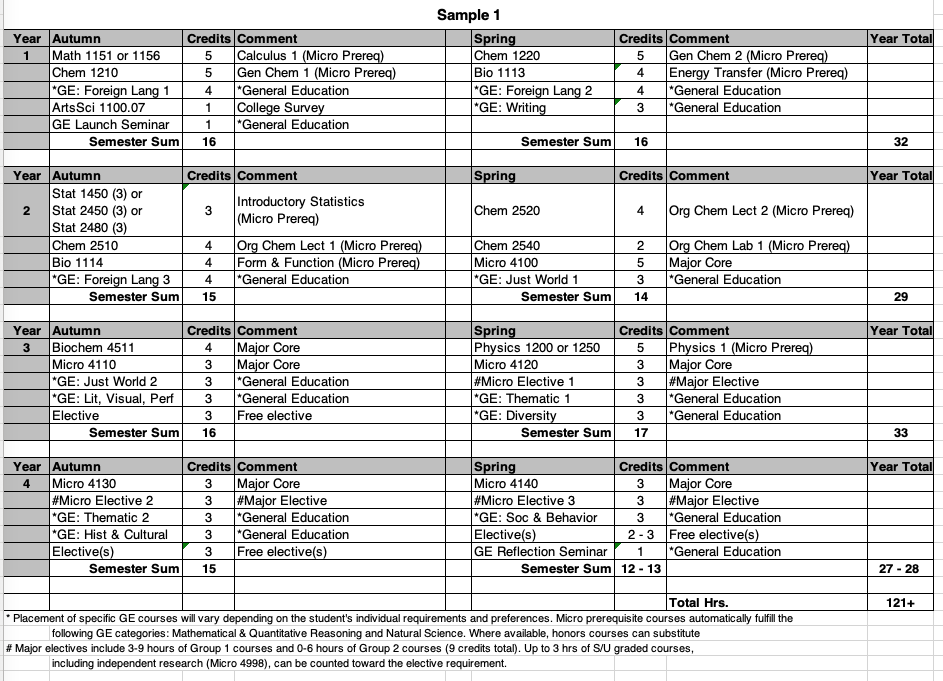 Sample 1
Year Autumn Credits Comment Spring Credits Comment Year Total
1 Math 1151 or 1156 5 Calculus 1 (Micro Prereq) Chem 1220 5 Gen Chem 2 (Micro Prereq)
Chem 1210 5 Gen Chem 1 (Micro Prereq) Bio 1113 4 Energy Transfer (Micro Prereq)
*GE: Foreign Lang 1 4 *General Education *GE: Foreign Lang 2 4 *General Education
ArtsSci 1100.07 1 College Survey *GE: Writing 3 *General Education
GE Launch Seminar 1 *General Education
Semester Sum 16 Semester Sum 16 32
Year Autumn Credits Comment Spring Credits Comment Year Total
Stat 1450 (3) or
2 Stat 2450 (3) or 3 Introductory Statistics Chem 2520 4 Org Chem Lect 2 (Micro Prereq)
Stat 2480 (3) (Micro Prereq)
Chem 2510 4 Org Chem Lect 1 (Micro Prereq) Chem 2540 2 Org Chem Lab 1 (Micro Prereq)
Bio 1114 4 Form & Function (Micro Prereq) Micro 4100 5 Major Core
*GE: Foreign Lang 3 4 *General Education *GE: Just World 1 3 *General Education
Semester Sum 15 Semester Sum 14 29
Year Autumn Credits Comment Spring Credits Comment Year Total
3 Biochem 4511 4 Major Core Physics 1200 or 1250 5 Physics 1 (Micro Prereq)
Micro 4110 3 Major Core Micro 4120 3 Major Core
*GE: Just World 2 3 *General Education #Micro Elective 1 3 #Major Elective
*GE: Lit, Visual, Perf 3 *General Education *GE: Thematic 1 3 *General Education
Elective 3 Free elective *GE: Diversity 3 *General Education
Semester Sum 16 Semester Sum 17 33
Year Autumn Credits Comment Spring Credits Comment Year Total
4 Micro 4130 3 Major Core Micro 4140 3 Major Core
#Micro Elective 2 3 #Major Elective #Micro Elective 3 3 #Major Elective
*GE: Thematic 2 3 *General Education *GE: Soc & Behavior 3 *General Education
*GE: Hist & Cultural 3 *General Education Elective(s) 2 - 3 Free elective(s)
Elective(s) 3 Free elective(s) GE Reflection Seminar 1 *General Education
Semester Sum 15 Semester Sum 12 - 13 27 - 28
Total Hrs. 121+
* Placement of specific GE courses will vary depending on the student's individual requirements and preferences. Micro prerequisite courses automatically fulfill the
following GE categories: Mathematical & Quantitative Reasoning and Natural Science. Where available, honors courses can substitute
# Major electives include 3-9 hours of Group 1 courses and 0-6 hours of Group 2 courses (9 credits total). Up to 3 hrs of S/U graded courses,
including independent research (Micro 4998), can be counted toward the elective requirement.